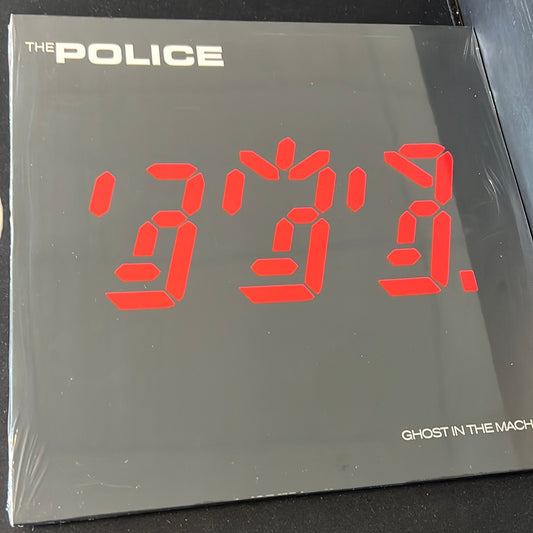 THE POLICE
GHOST IN THE MACH